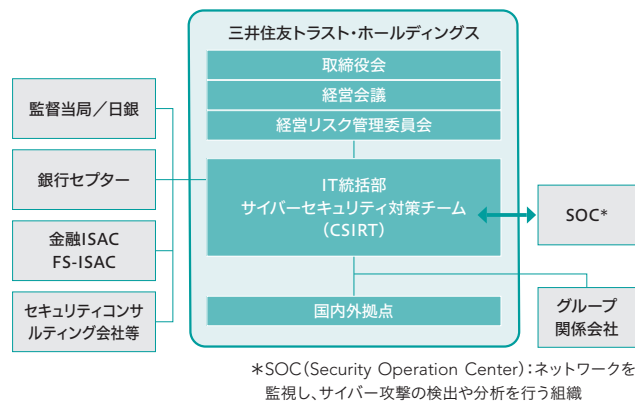 三井住友トラスト・ホールディングス
取締役会
経営会議
経営リスク管理委員会
監督当局／日銀
銀行セプター
金融ISAC
FS-ISAC
セキュリティコンサ
ルティング会社等
IT統括部
サイバーセキュリティ対策チーム
（CSIRT）
SOC*
国内外拠点
グループ
関係会社
＊SOC（Security Operation Center）：ネットワークを
監視し、サイバー攻撃の検出や分析を行う組織